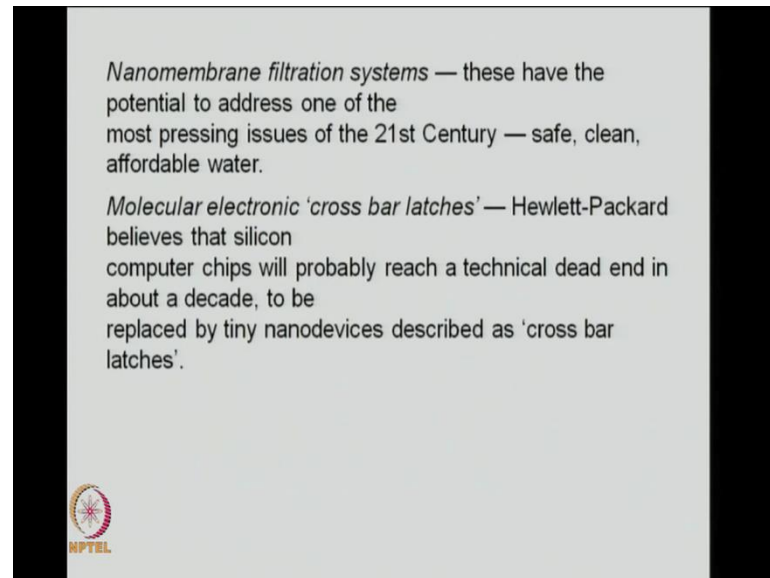 Nanomembrane filtration systems — these have the
potential to address one of the
most pressing issues of the 21st Century — safe, clean,
affordable water.
Molecular electronic ‘cross bar latches’ — Hewlett-Packard
believes that silicon
computer chips will probably reach a technical dead end in
about a decade, to be
replaced by tiny nanodevices described as ‘cross bar
latches’.
NPTEL